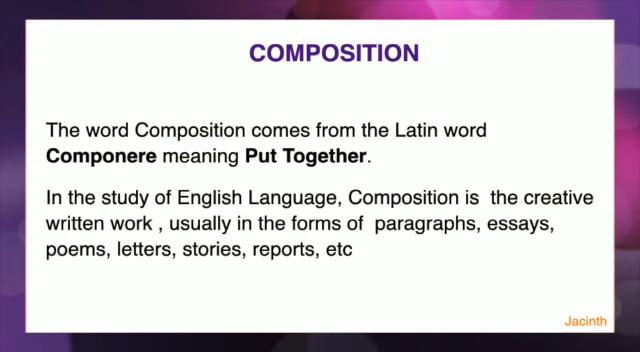 COMPOSITION
The word Composition comes from the Latin word
Componere meaning Put Together.
In the study of English Language, Composition is the creative
written work , usually in the forms of paragraphs, essays,
poems, letters, stories, reports, etc
Jacinth